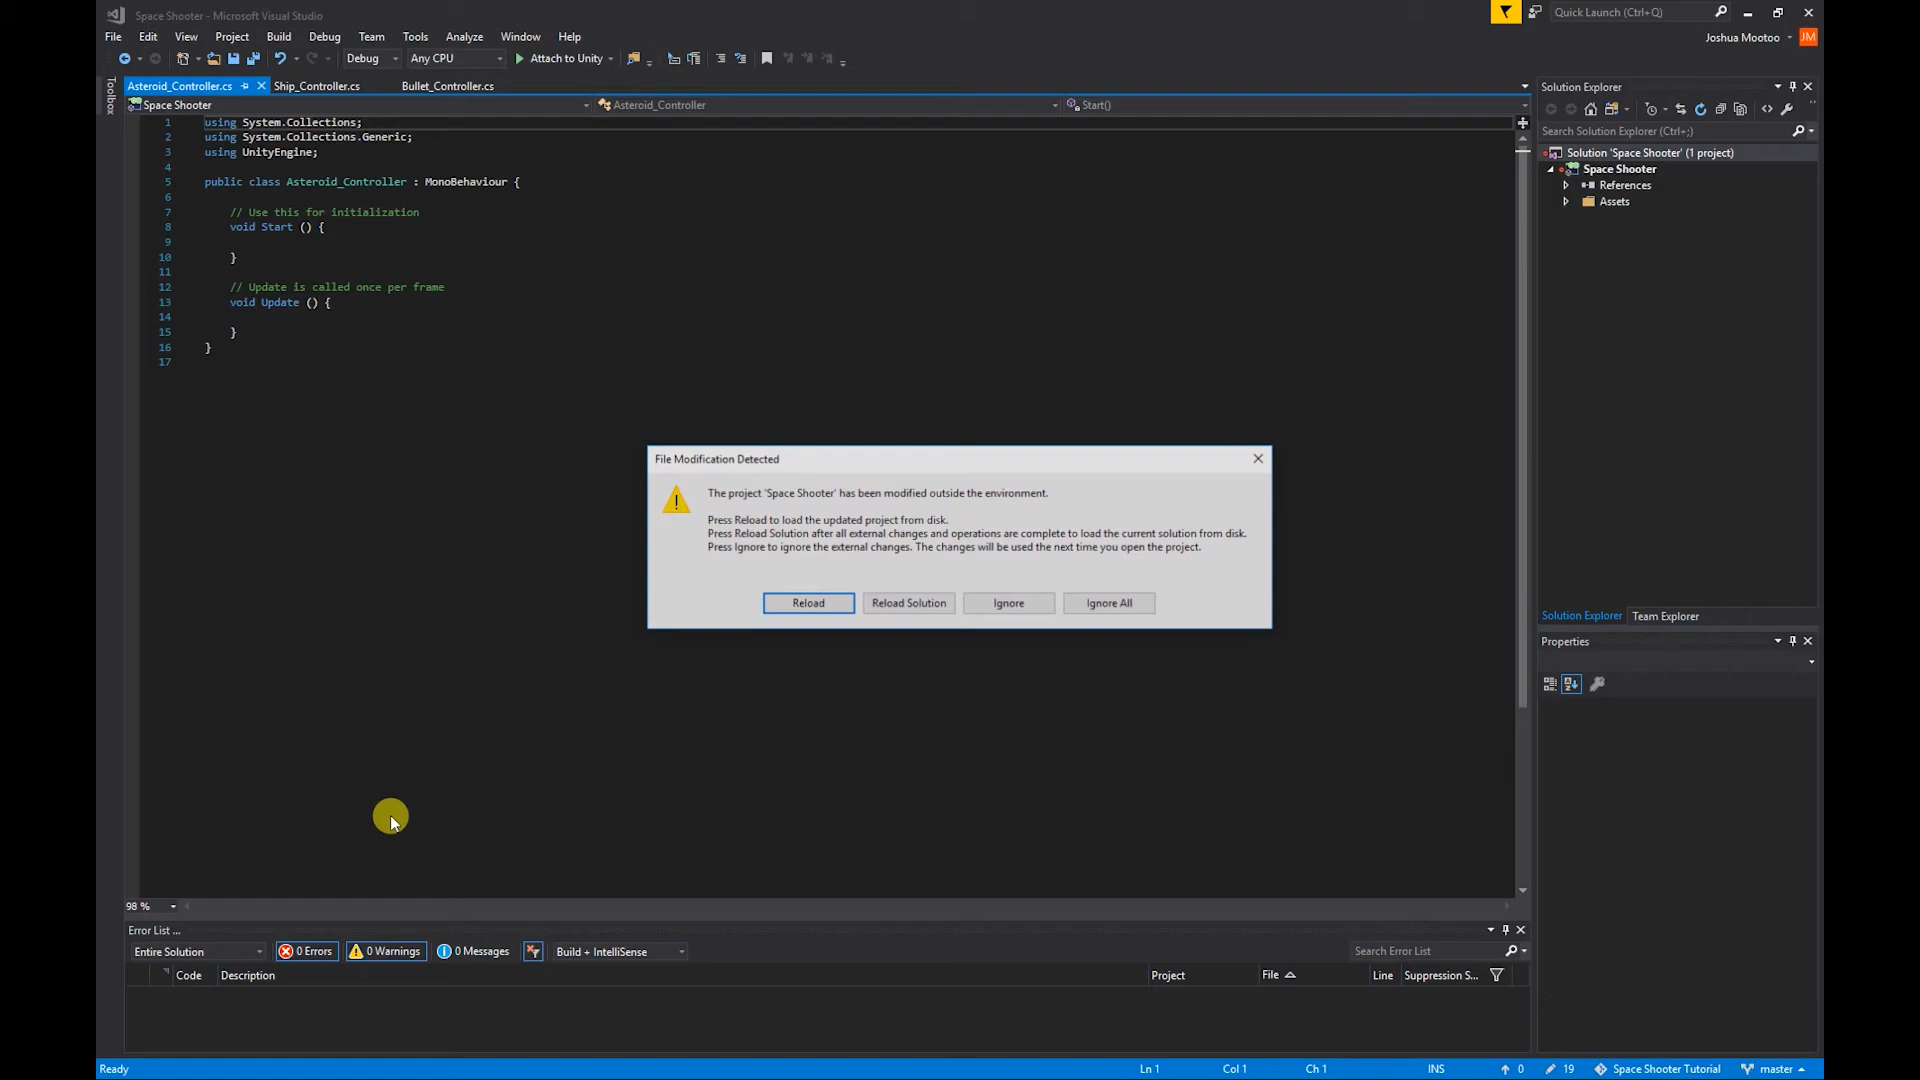 Space Shooter - Microsoft Visual Studio
Quick Launch (Ctrl+Q)
File Edit View Project Build Debug Team Tools Analyze Window Help
Joshua Mootoo JM
Debug Any CPU Attach to Unity
Toolbox
Asteroid_Controller.cs Ship_Controller.cs Bullet_Controller.cs
Space Shooter Asteroid_Controller Start()
1 using System.Collections;
2 using System.Collections.Generic;
3 using UnityEngine;
4
5 public class Asteroid_Controller : MonoBehaviour {
6
7 // Use this for initialization
8 void Start () {
9
10 }
11
12 // Update is called once per frame
13 void Update () {
14
15 }
16 }
17
Solution Explorer
Search Solution Explorer (Ctrl+;)
Solution 'Space Shooter' (1 project)
Space Shooter
References
Assets
File Modification Detected
The project 'Space Shooter' has been modified outside the environment.
Press Reload to load the updated project from disk.
Press Reload Solution after all external changes and operations are complete to load the current solution from disk.
Press Ignore to ignore the external changes. The changes will be used the next time you open the project.
Reload Reload Solution Ignore Ignore All
Solution Explorer Team Explorer
Properties
98 %
Error List ...
Entire Solution 0 Errors 0 Warnings 0 Messages Build + IntelliSense Search Error List
Code Description Project File Line Suppression S...
Ready Ln 1 Col 1 Ch 1 INS 0 19 Space Shooter Tutorial master